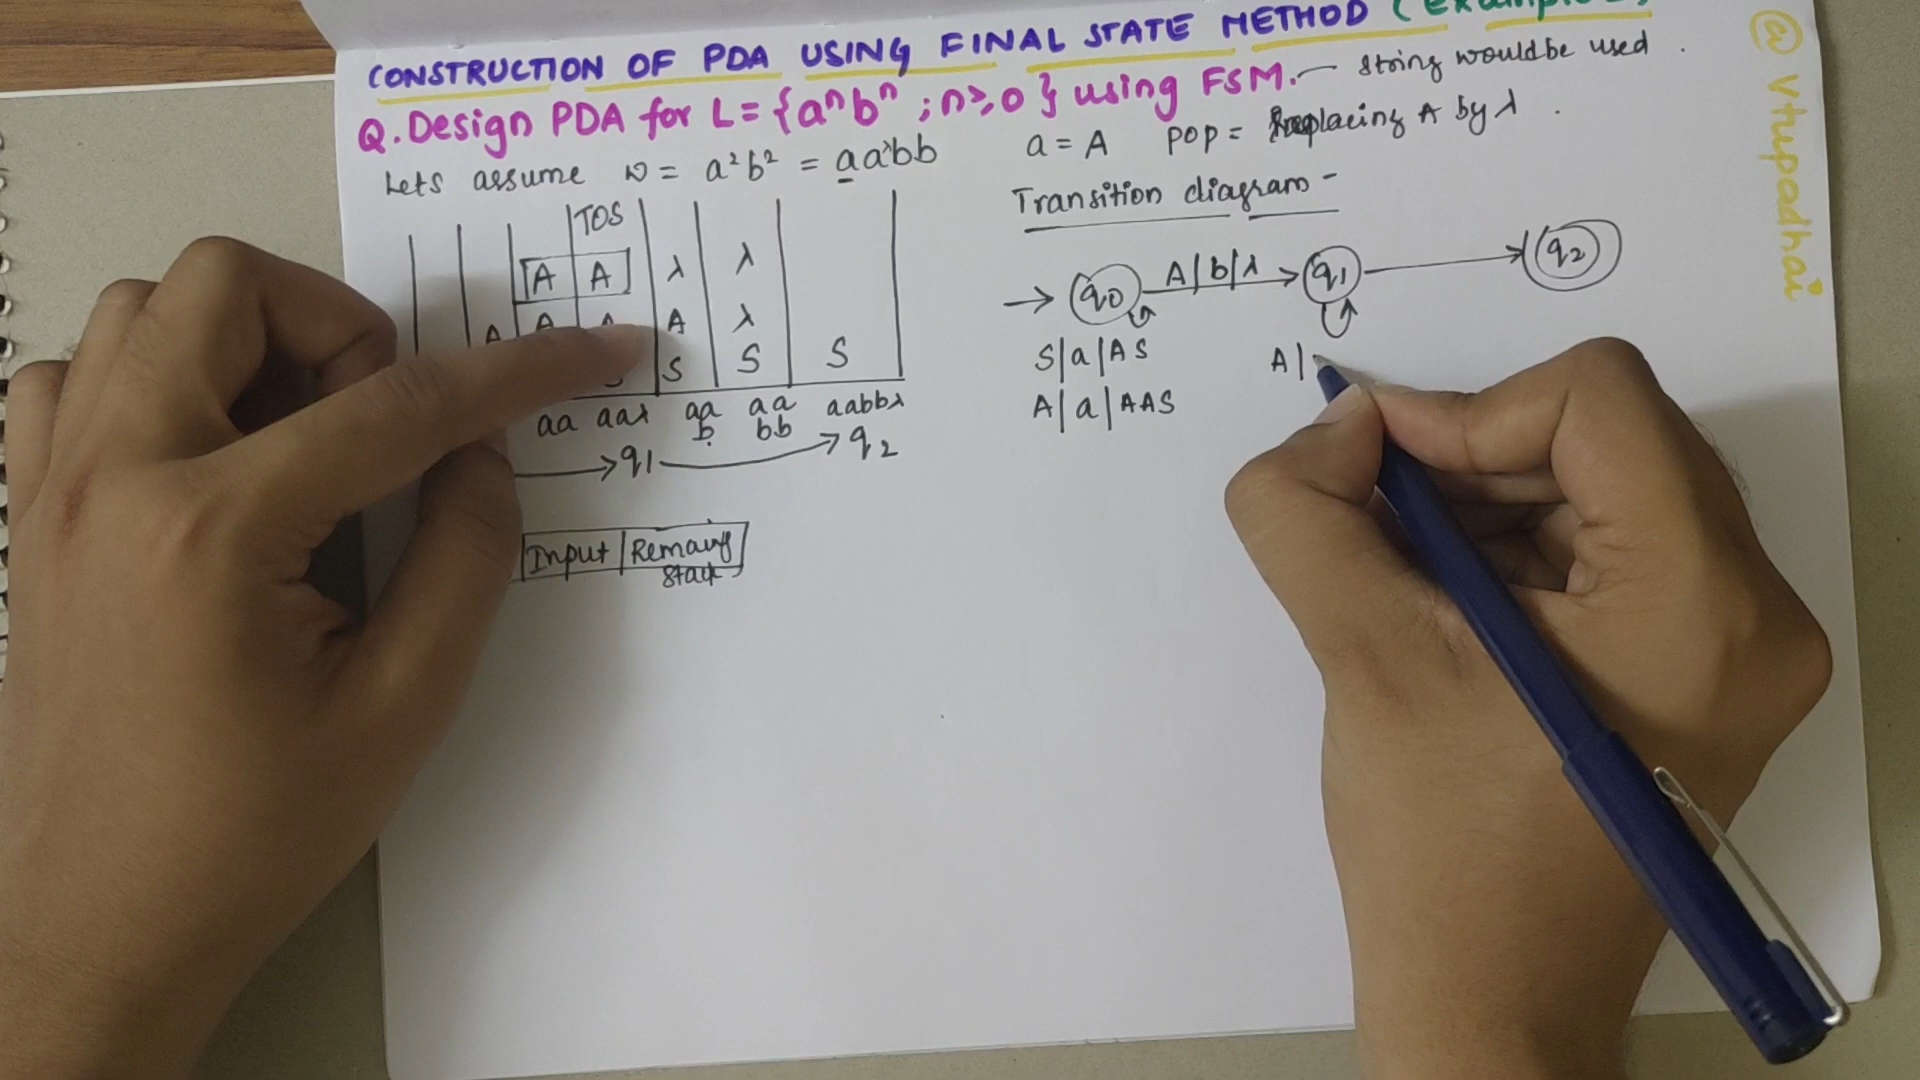 CONSTRUCTION OF PDA USING FINAL STATE METHOD (
Q. Design PDA for L = {aⁿbⁿ ; n≥0} using FSM. — string would be used .
Lets assume w = a²b² = aabb
a = A pop = Replacing A by λ .
Transition diagram -
TOS
A A λ λ
A A A λ
S S S
aa aaλ aa b aa bb aabbλ
→ q1 → q2
Input | Remaing stack
→ q0 A|b|λ → q1 → q2
S|a|AS
A|a|AAS
A|
@Vtupadhai